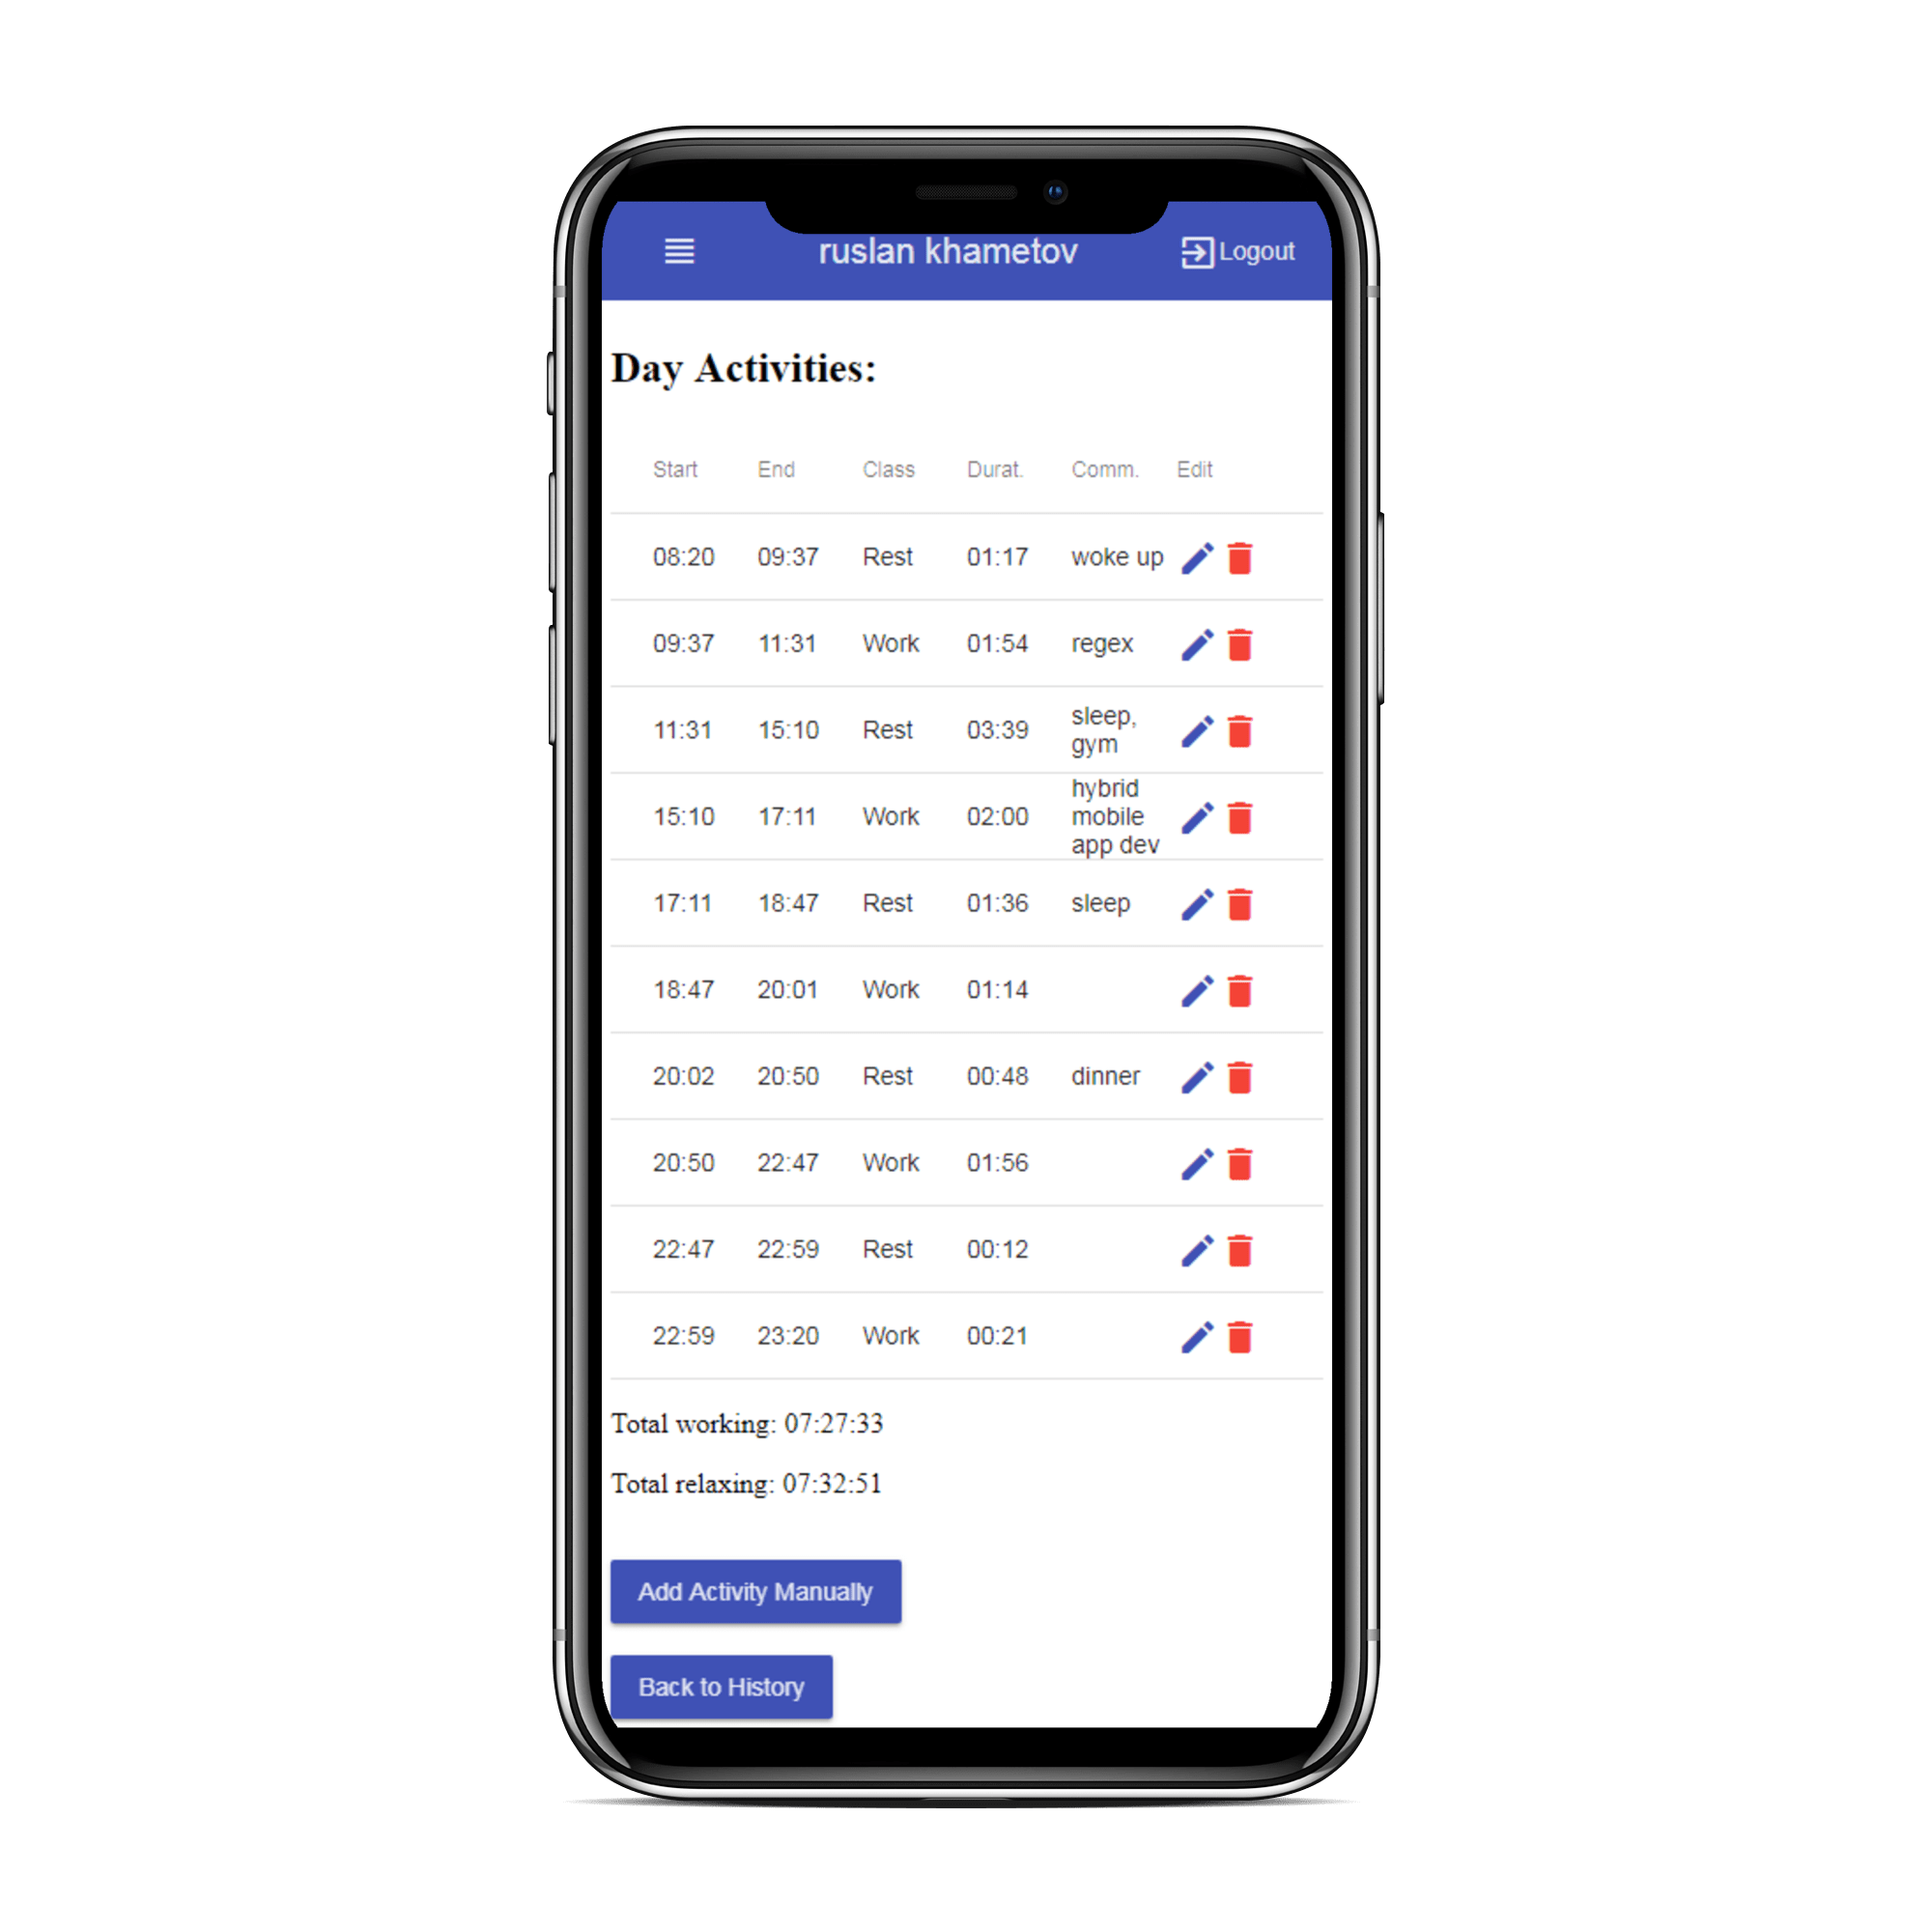 ruslan khametov Logout
Day Activities:
Start End Class Durat. Comm. Edit
08:20 09:37 Rest 01:17 woke up
09:37 11:31 Work 01:54 regex
11:31 15:10 Rest 03:39 sleep,
gym
15:10 17:11 Work 02:00 hybrid
mobile
app dev
17:11 18:47 Rest 01:36 sleep
18:47 20:01 Work 01:14
20:02 20:50 Rest 00:48 dinner
20:50 22:47 Work 01:56
22:47 22:59 Rest 00:12
22:59 23:20 Work 00:21
Total working: 07:27:33
Total relaxing: 07:32:51
Add Activity Manually
Back to History